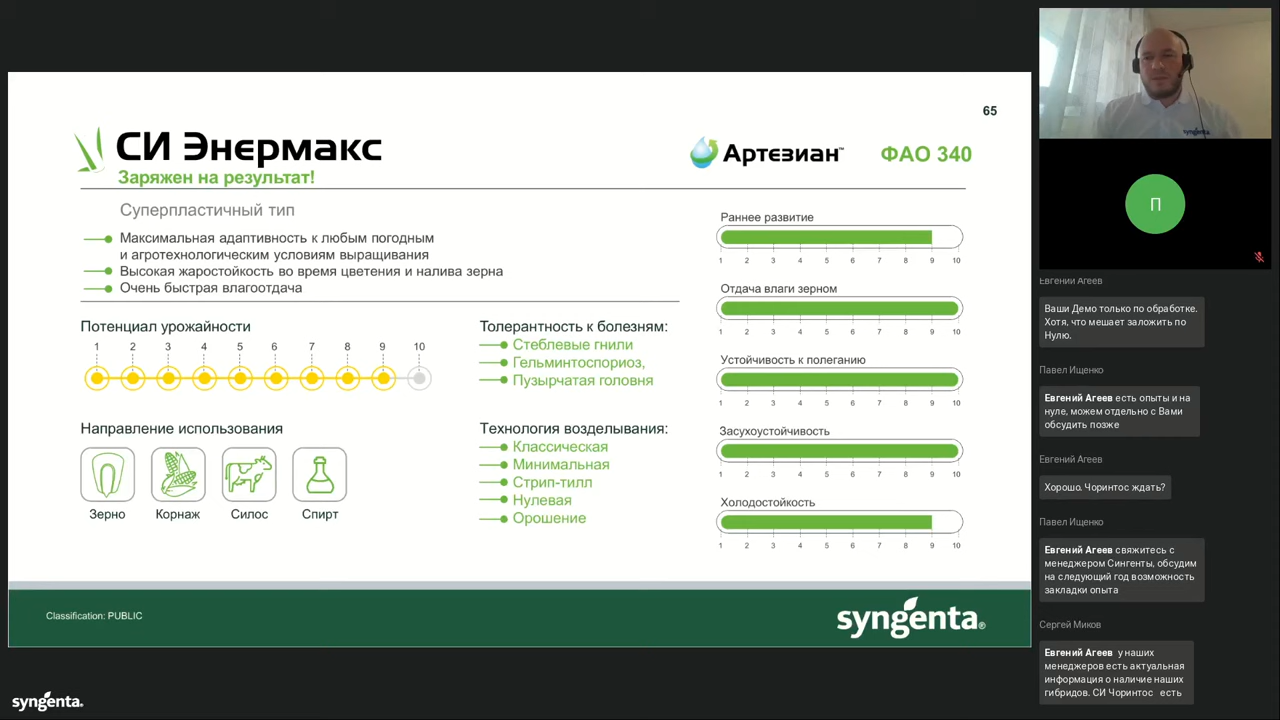 65
СИ Энермакс
Заряжен на результат!
Артезиан™
ФАО 340
Суперпластичный тип
Максимальная адаптивность к любым погодным
и агротехнологическим условиям выращивания
Высокая жаростойкость во время цветения и налива зерна
Очень быстрая влагоотдача
Потенциал урожайности
1 2 3 4 5 6 7 8 9 10
Направление использования
Зерно Корнаж Силос Спирт
Толерантность к болезням:
Стеблевые гнили
Гельминтоспориоз,
Пузырчатая головня
Технология возделывания:
Классическая
Минимальная
Стрип-тилл
Нулевая
Орошение
Раннее развитие
1 2 3 4 5 6 7 8 9 10
Отдача влаги зерном
1 2 3 4 5 6 7 8 9 10
Устойчивость к полеганию
1 2 3 4 5 6 7 8 9 10
Засухоустойчивость
1 2 3 4 5 6 7 8 9 10
Холодостойкость
1 2 3 4 5 6 7 8 9 10
Classification: PUBLIC
syngenta®
syngenta.
syngenta
П
Евгений Агеев
Ваши Демо только по обработке.
Хотя, что мешает заложить по
Нулю.
Павел Ищенко
Евгений Агеев есть опыты и на
нуле, можем отдельно с Вами
обсудить позже
Евгений Агеев
Хорошо. Чоринтос ждать?
Павел Ищенко
Евгений Агеев свяжитесь с
менеджером Сингенты, обсудим
на следующий год возможность
закладки опыта
Сергей Миков
Евгений Агеев у наших
менеджеров есть актуальная
информация о наличие наших
гибридов. СИ Чоринтос есть